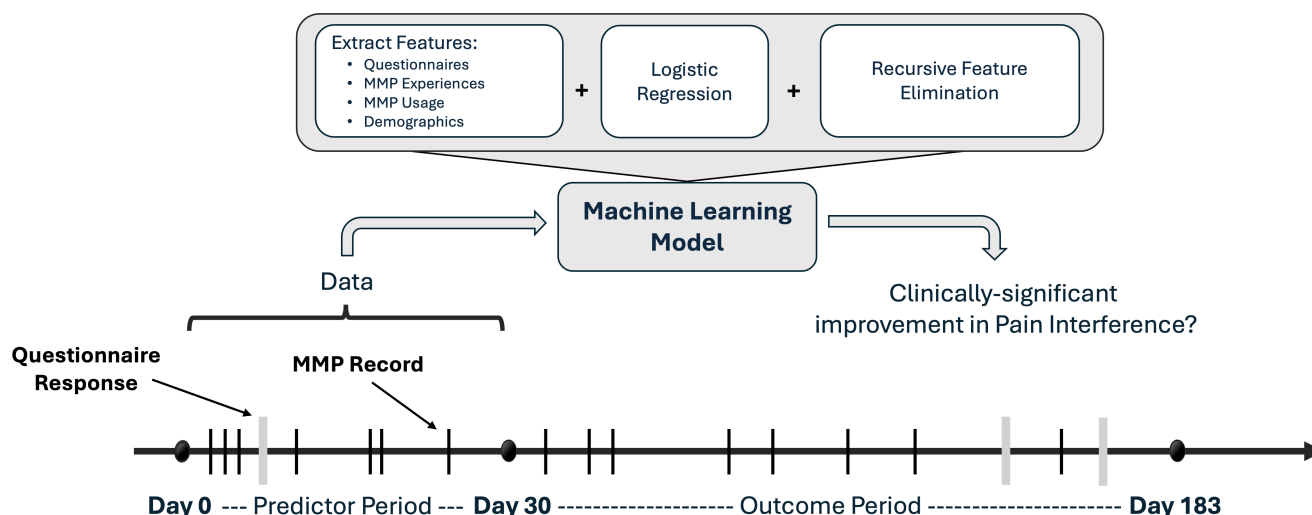 Extract Features:
• Questionnaires
• MMP Experiences
• MMP Usage
• Demographics
+
Logistic
Regression
+
Recursive Feature
Elimination
Machine Learning
Model
Data
Clinically-significant
improvement in Pain Interference?
Questionnaire
Response
MMP Record
Day 0 --- Predictor Period --- Day 30 -------------------- Outcome Period --------------------- Day 183